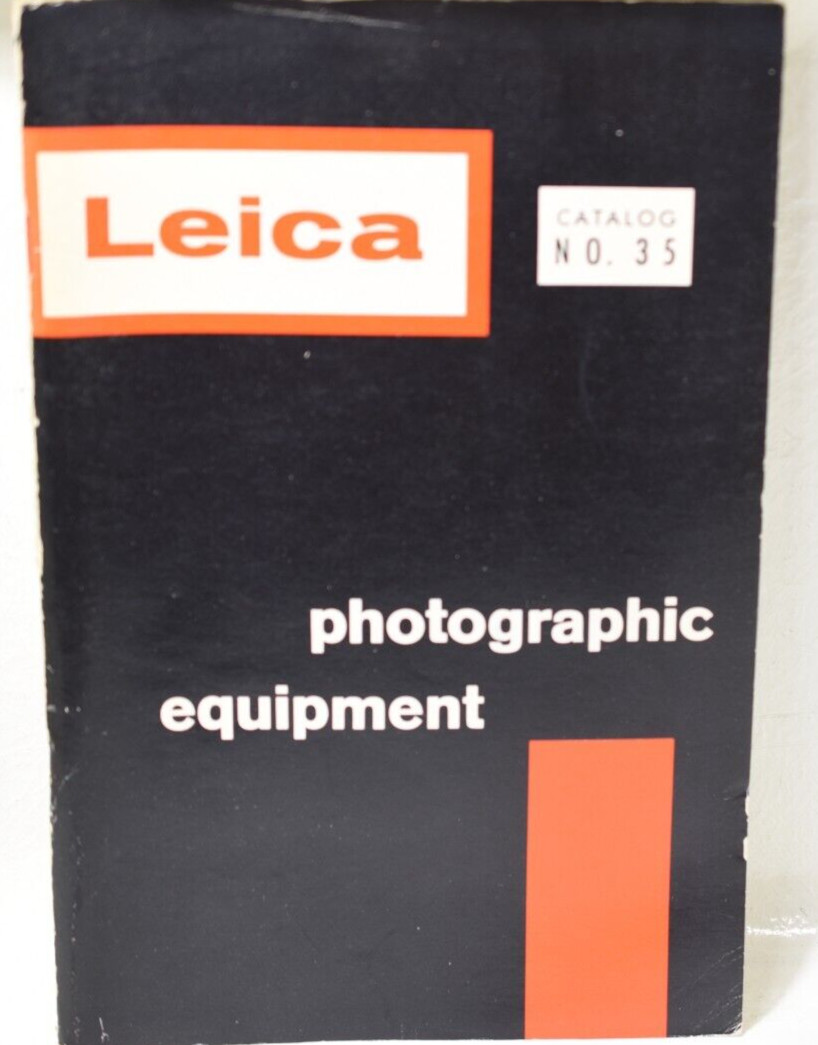 Leica
CATALOG
NO. 35
photographic
equipment